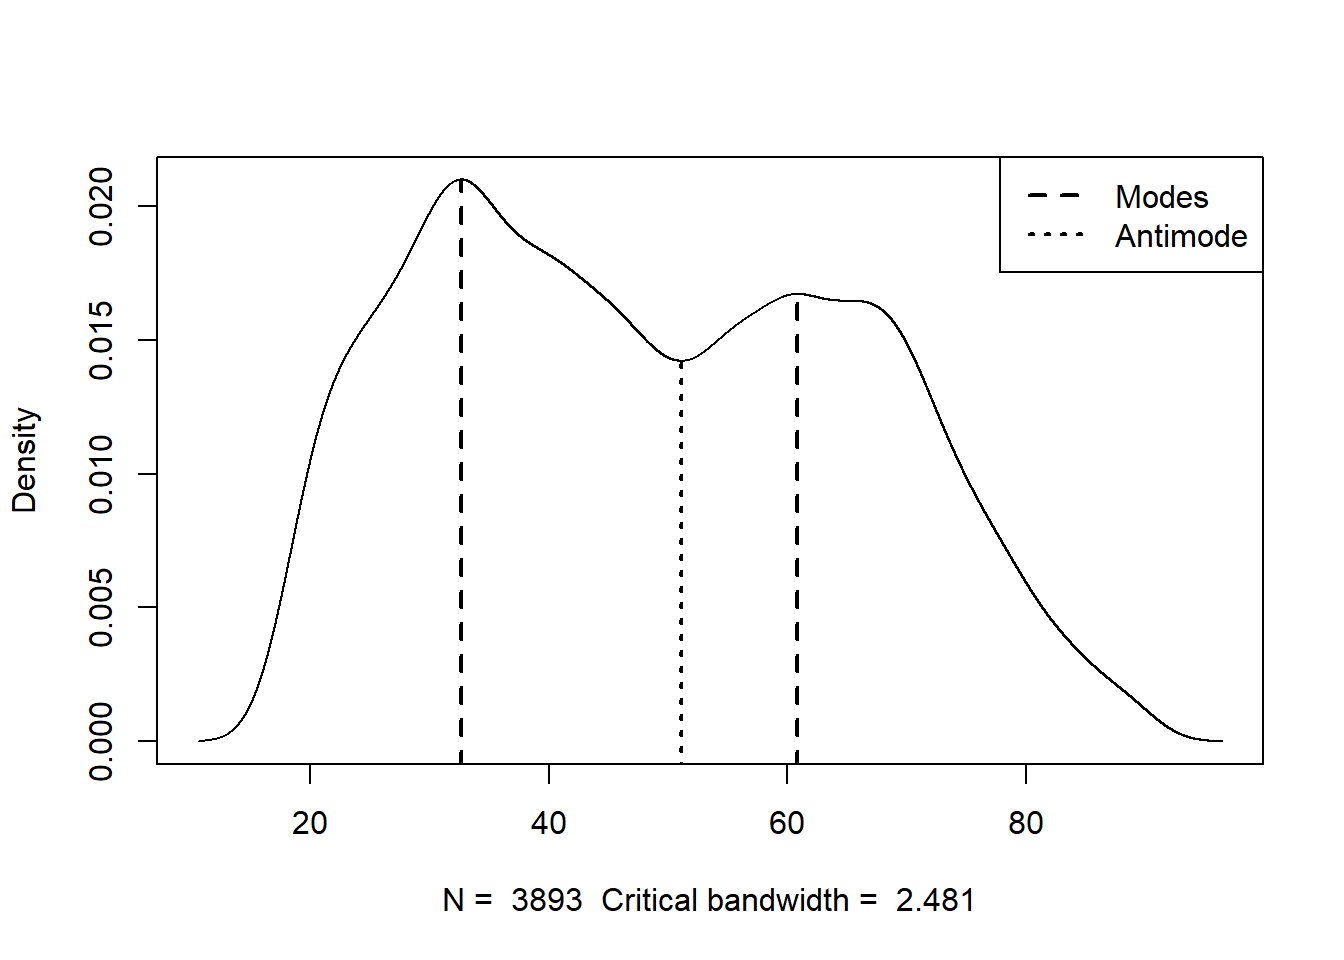 Modes
Antimode
Density
0.020
0.015
0.010
0.005
0.000
20 40 60 80
N =  3893  Critical bandwidth =  2.481